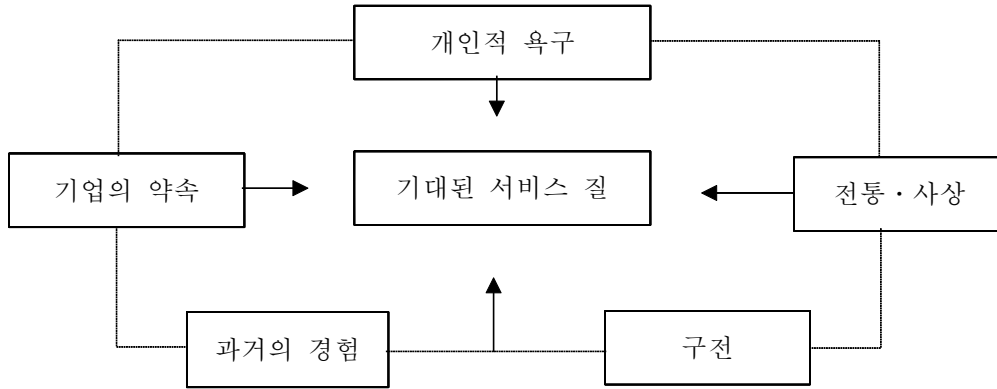 개인적 욕구
기업의 약속
기대된 서비스 질
전통·사상
과거의 경험
구전